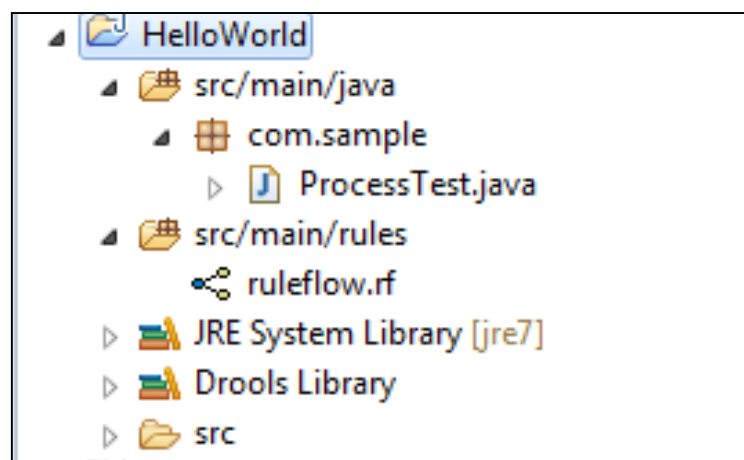 HelloWorld
src/main/java
com.sample
ProcessTest.java
src/main/rules
ruleflow.rf
JRE System Library [jre7]
Drools Library
src